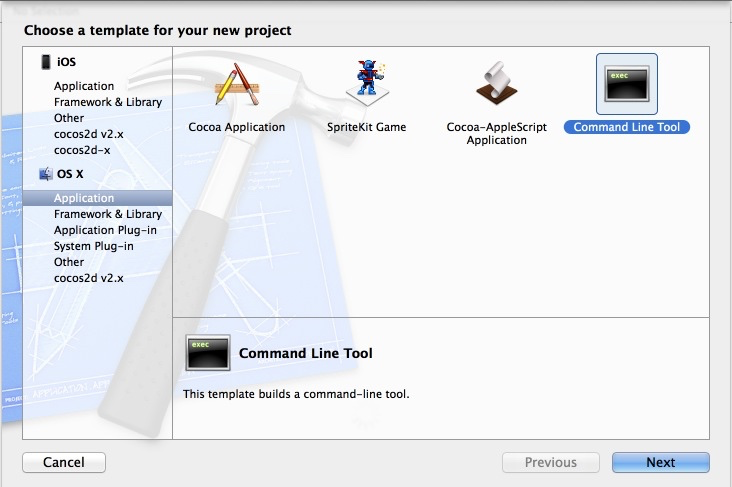 Choose a template for your new project
iOS
Application
Framework & Library
Other
cocos2d v2.x
cocos2d-x
OS X
Application
Framework & Library
Application Plug-in
System Plug-in
Other
cocos2d v2.x
Cocoa Application
SpriteKit Game
Cocoa-AppleScript
Application
exec
Command Line Tool
exec
Command Line Tool
This template builds a command-line tool.
Cancel
Previous
Next